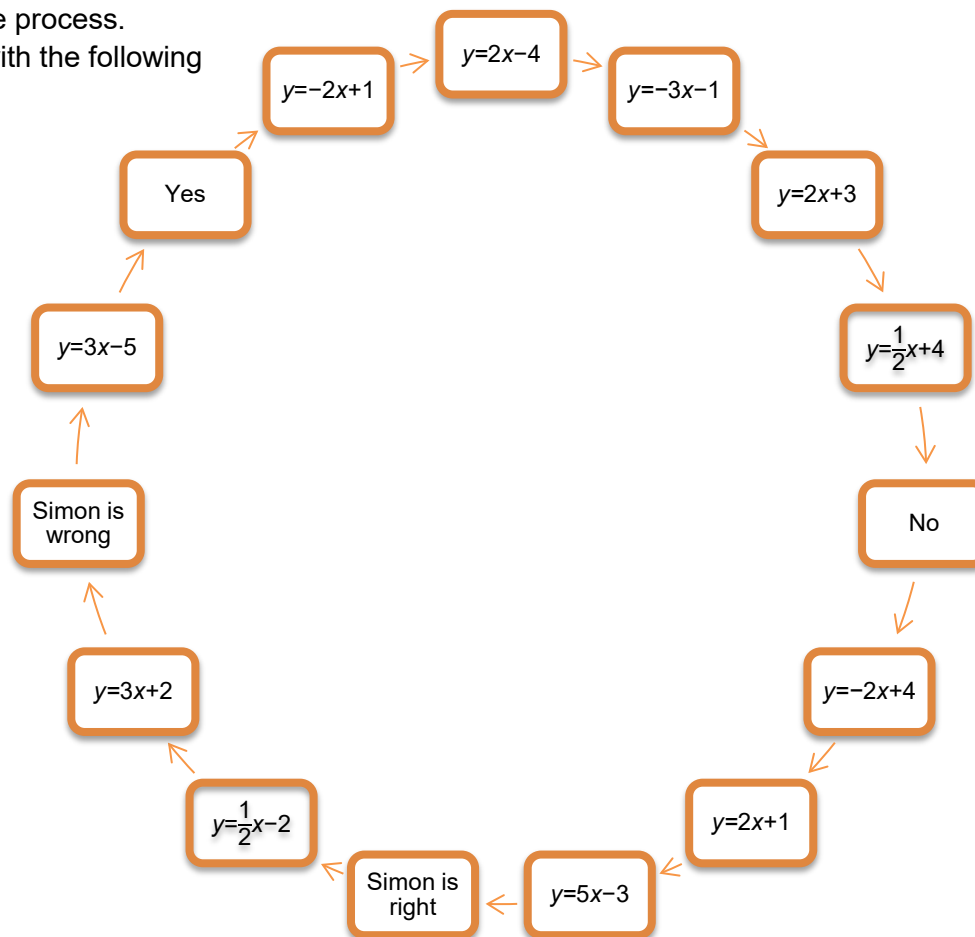 e process.
with the following
y=2x−4
y=−3x−1
y=2x+3
y=1/2x+4
No
y=−2x+4
y=2x+1
y=5x−3
Simon is
right
y=1/2x−2
y=3x+2
Simon is
wrong
y=3x−5
Yes
y=−2x+1